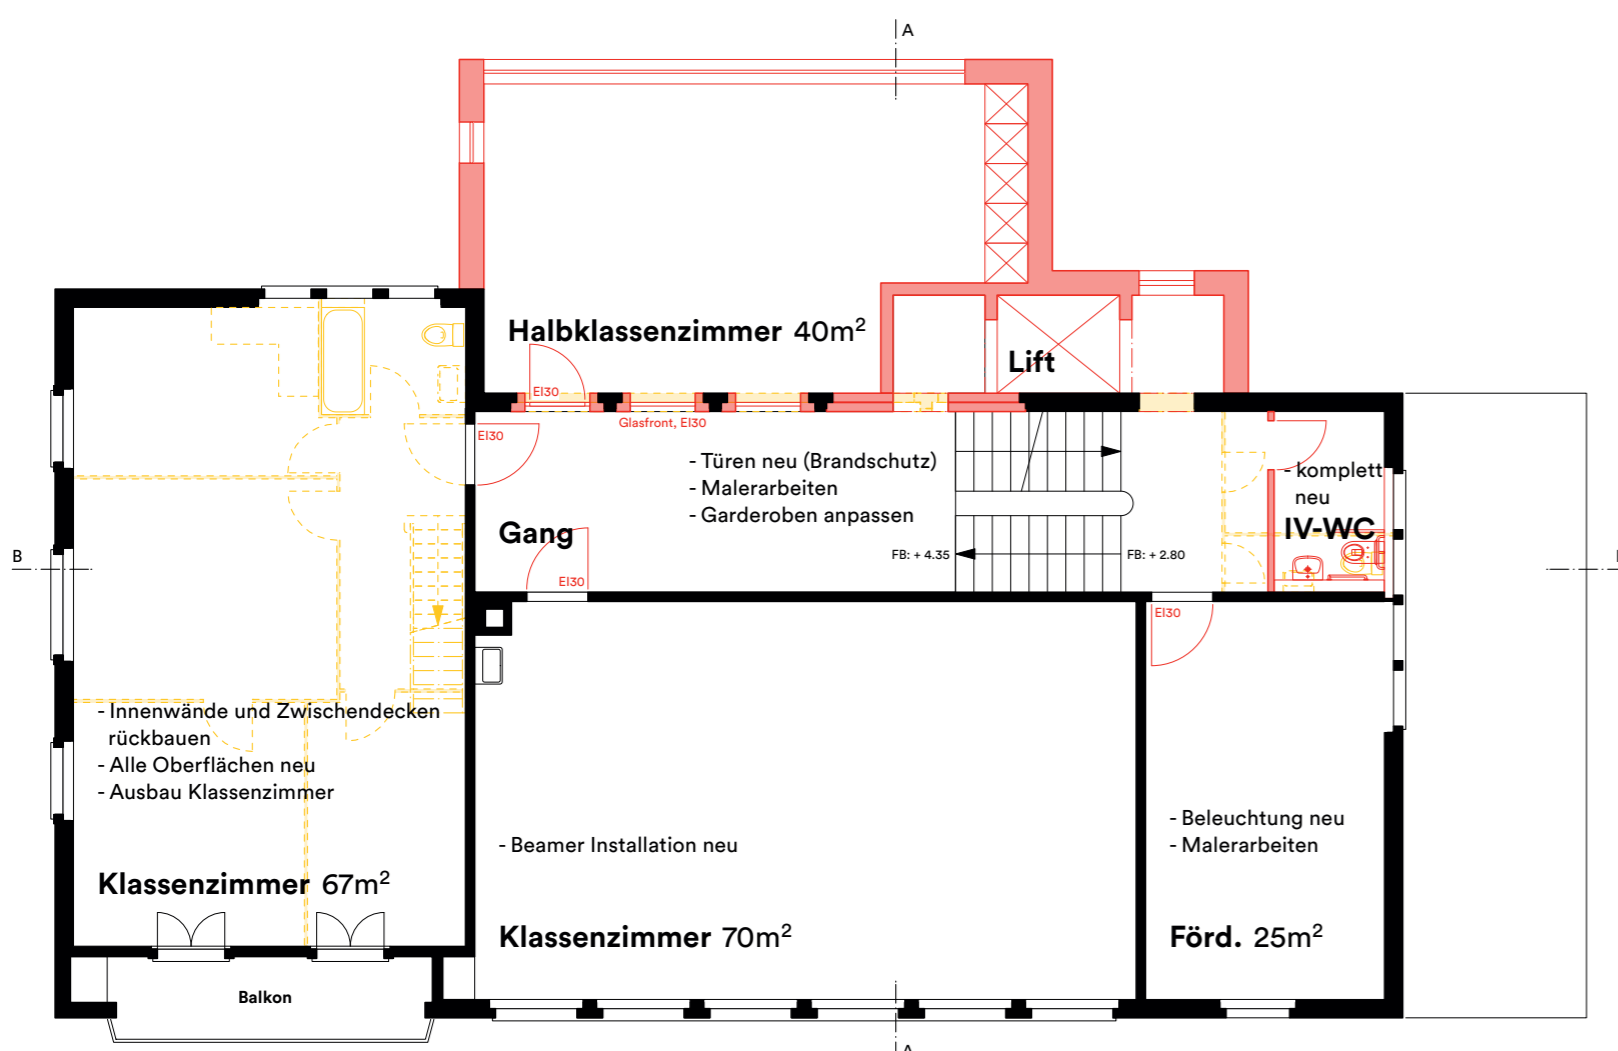 A
Halbklassenzimmer 40m²
Lift
EI30
Glasfront, EI30
EI30
- Türen neu (Brandschutz)
- Malerarbeiten
- Garderoben anpassen
- komplett
neu
IV-WC
Gang
FB: + 4.35
FB: + 2.80
B
EI30
EI30
- Innenwände und Zwischendecken
rückbauen
- Alle Oberflächen neu
- Ausbau Klassenzimmer
- Beamer Installation neu
- Beleuchtung neu
- Malerarbeiten
Klassenzimmer 67m²
Klassenzimmer 70m²
Förd. 25m²
Balkon
A